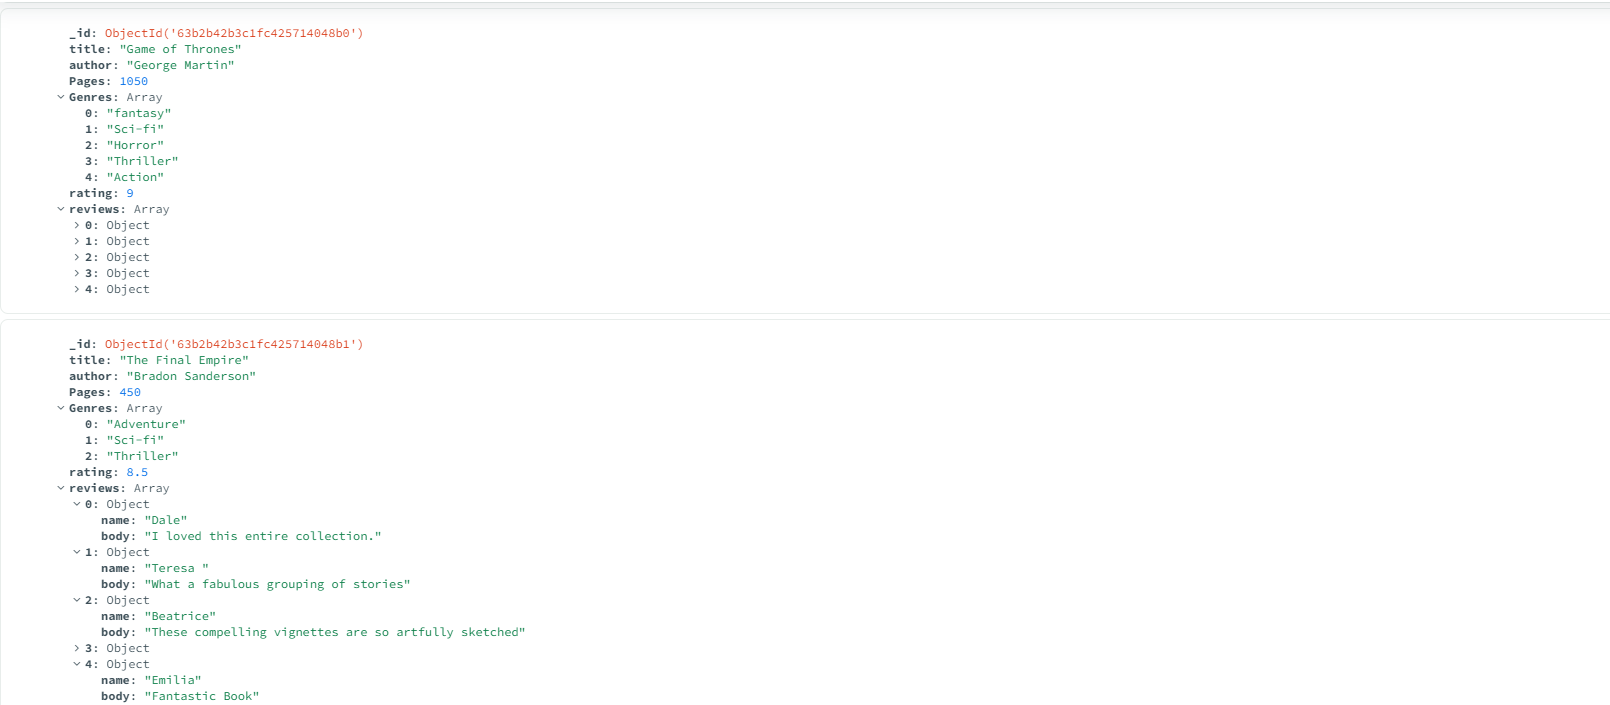 _id: ObjectId('63b2b42b3c1fc425714048b0')
title: "Game of Thrones"
author: "George Martin"
Pages: 1050
Genres: Array
0: "fantasy"
1: "Sci-fi"
2: "Horror"
3: "Thriller"
4: "Action"
rating: 9
reviews: Array
0: Object
1: Object
2: Object
3: Object
4: Object
_id: ObjectId('63b2b42b3c1fc425714048b1')
title: "The Final Empire"
author: "Bradon Sanderson"
Pages: 450
Genres: Array
0: "Adventure"
1: "Sci-fi"
2: "Thriller"
rating: 8.5
reviews: Array
0: Object
name: "Dale"
body: "I loved this entire collection."
1: Object
name: "Teresa "
body: "What a fabulous grouping of stories"
2: Object
name: "Beatrice"
body: "These compelling vignettes are so artfully sketched"
3: Object
4: Object
name: "Emilia"
body: "Fantastic Book"